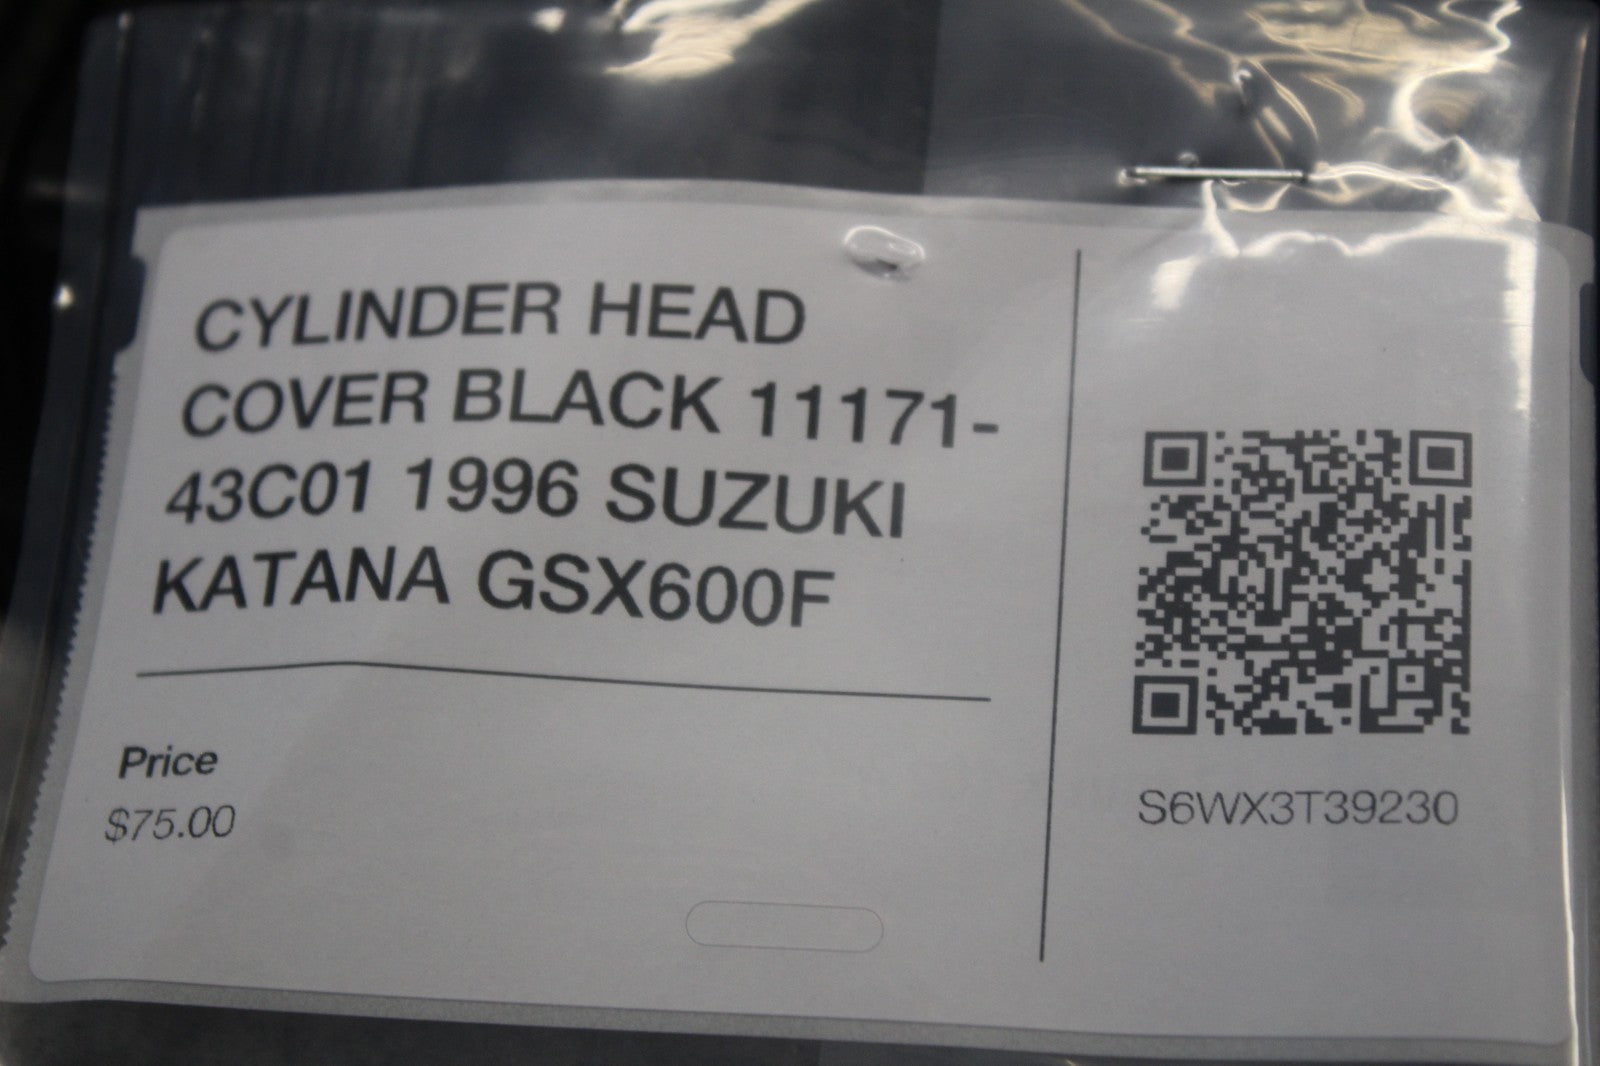 CYLINDER HEAD
COVER BLACK 11171-
43C01 1996 SUZUKI
KATANA GSX600F
Price
$75.00
S6WX3T39230